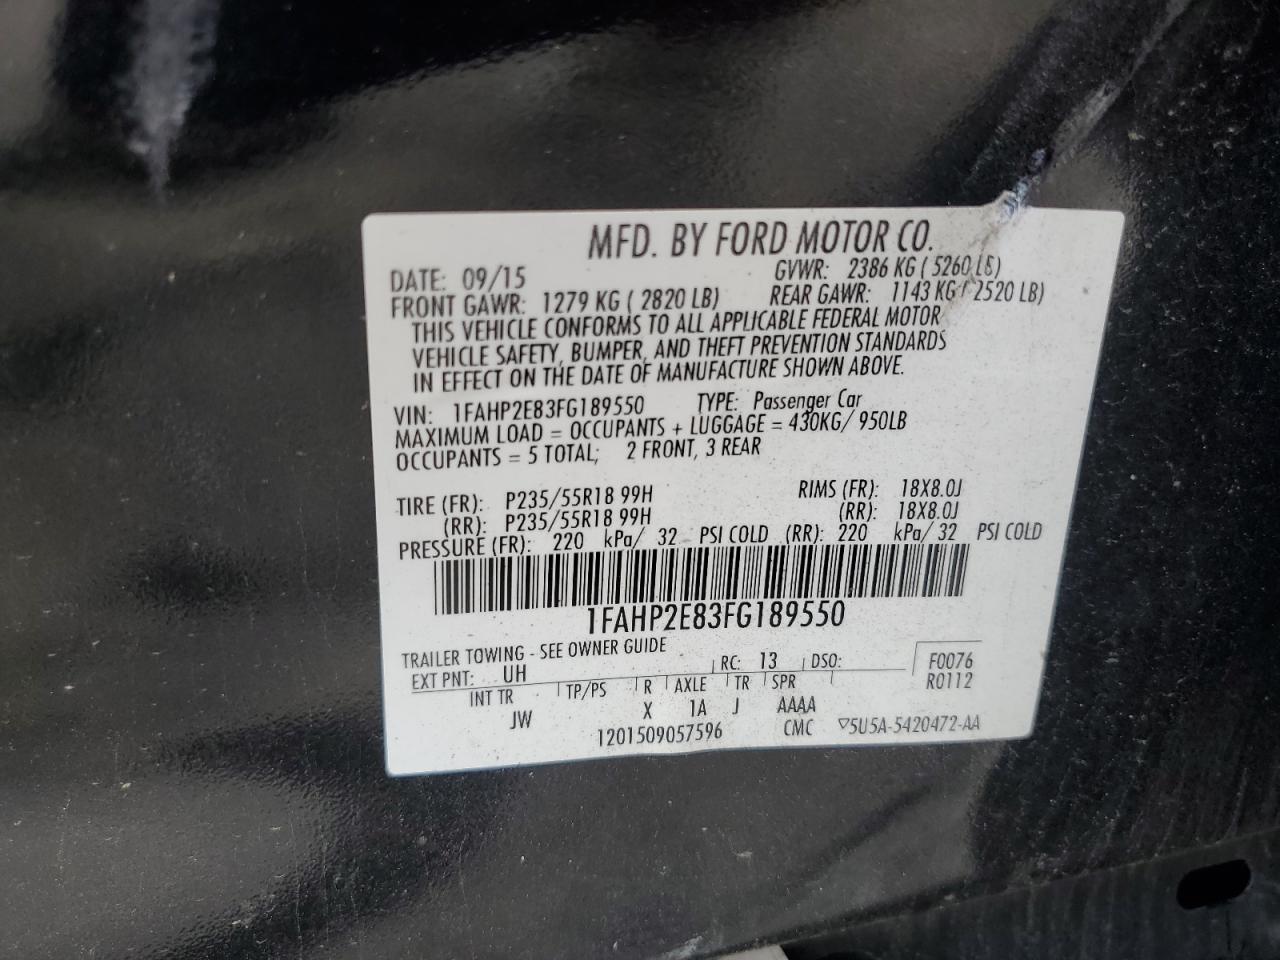 MFD. BY FORD MOTOR CO.
DATE: 09/15 GVWR: 2386 KG ( 5260 LB)
FRONT GAWR: 1279 KG ( 2820 LB) REAR GAWR: 1143 KG ( 2520 LB)
THIS VEHICLE CONFORMS TO ALL APPLICABLE FEDERAL MOTOR
VEHICLE SAFETY, BUMPER, AND THEFT PREVENTION STANDARDS
IN EFFECT ON THE DATE OF MANUFACTURE SHOWN ABOVE.
VIN: 1FAHP2E83FG189550 TYPE: Passenger Car
MAXIMUM LOAD = OCCUPANTS + LUGGAGE = 430KG/ 950LB
OCCUPANTS = 5 TOTAL; 2 FRONT, 3 REAR
TIRE (FR): P235/55R18 99H RIMS (FR): 18X8.0J
(RR): P235/55R18 99H (RR): 18X8.0J
PRESSURE (FR): 220 kPa/ 32 PSI COLD (RR): 220 kPa/ 32 PSI COLD
1FAHP2E83FG189550
TRAILER TOWING - SEE OWNER GUIDE
EXT PNT: UH RC: 13 DSO: F0076
INT TR TP/PS R AXLE TR SPR R0112
JW X 1A J AAAA
1201509057596 CMC ▽5U5A-5420472-AA